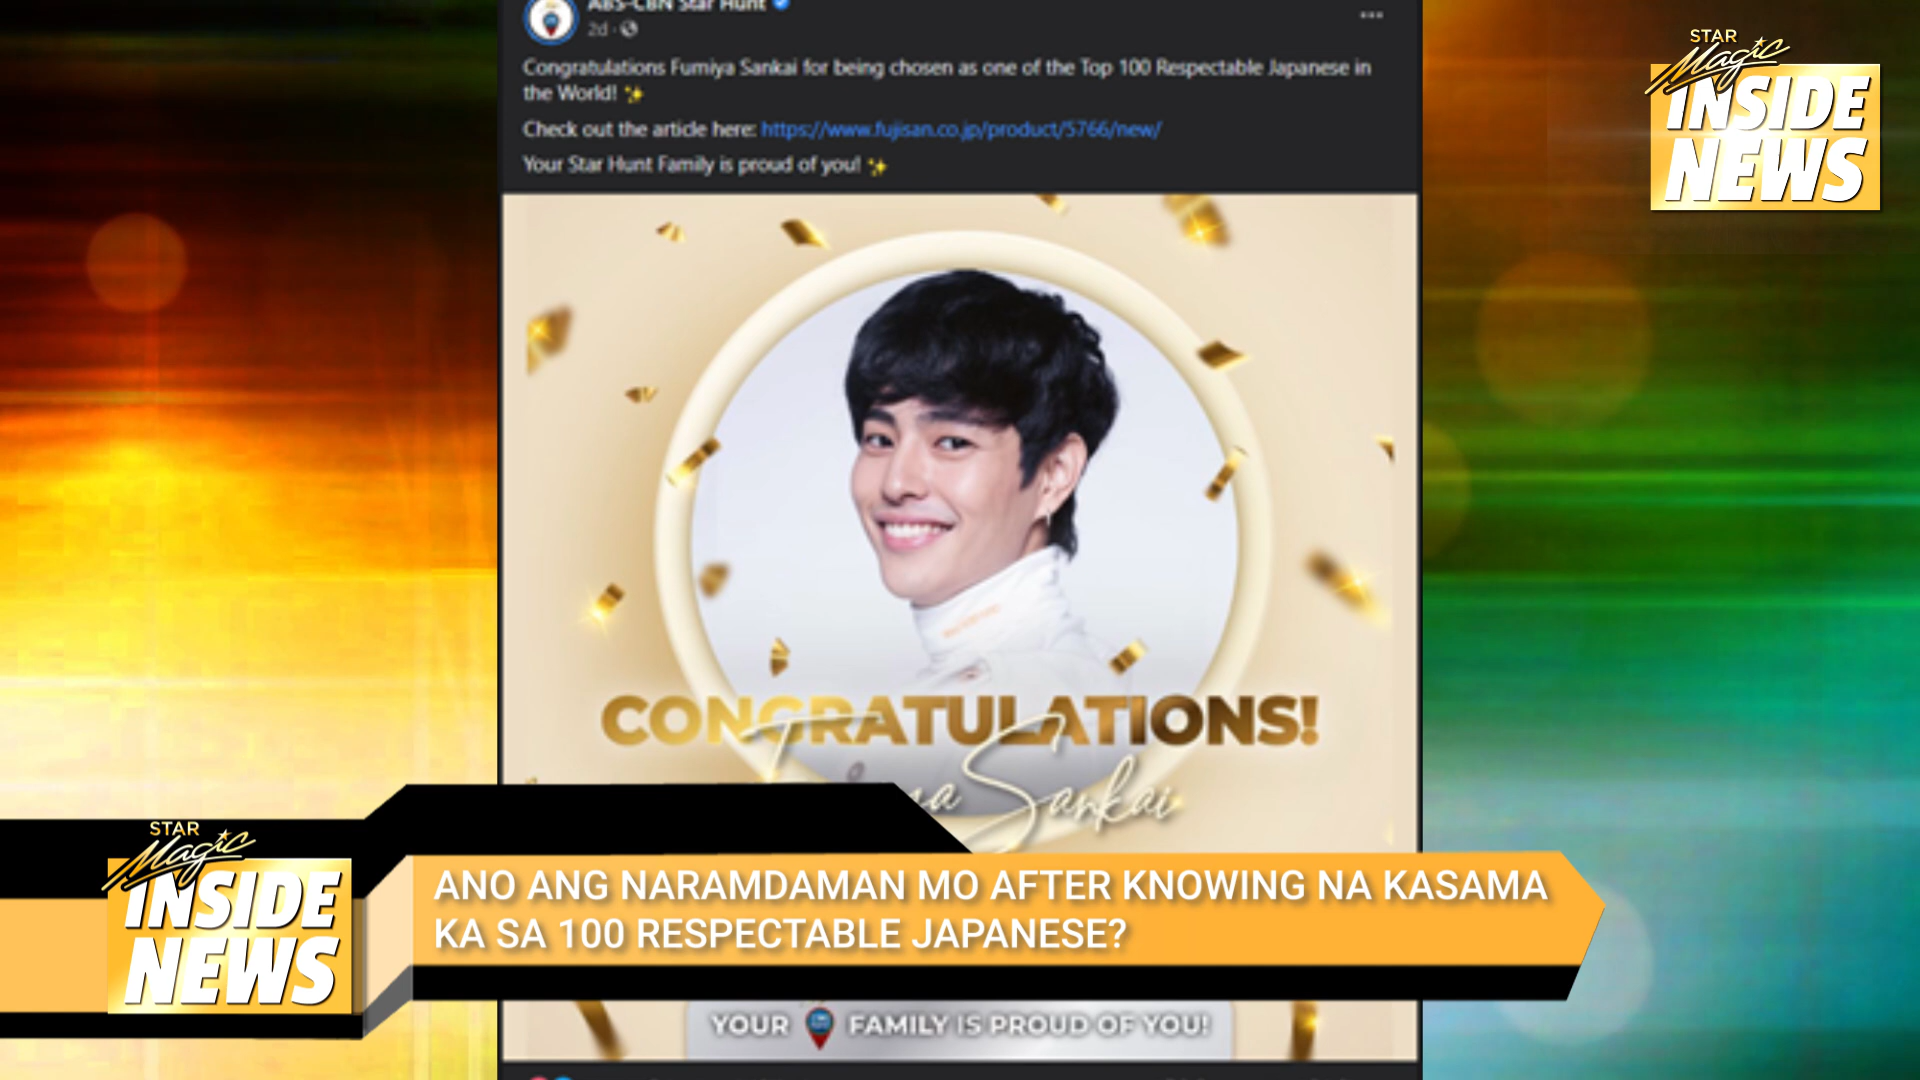 ABS-CBN Star Hunt
2d
Congratulations Fumiya Sankai for being chosen as one of the Top 100 Respectable Japanese in
the World! ✨
Check out the article here: https://www.fujisan.co.jp/product/5766/new/
Your Star Hunt Family is proud of you! ✨
STAR
Magic
INSIDE
NEWS
CONGRATULATIONS!
Sankai
STAR
Magic
INSIDE
NEWS
ANO ANG NARAMDAMAN MO AFTER KNOWING NA KASAMA
KA SA 100 RESPECTABLE JAPANESE?
YOUR FAMILY IS PROUD OF YOU!